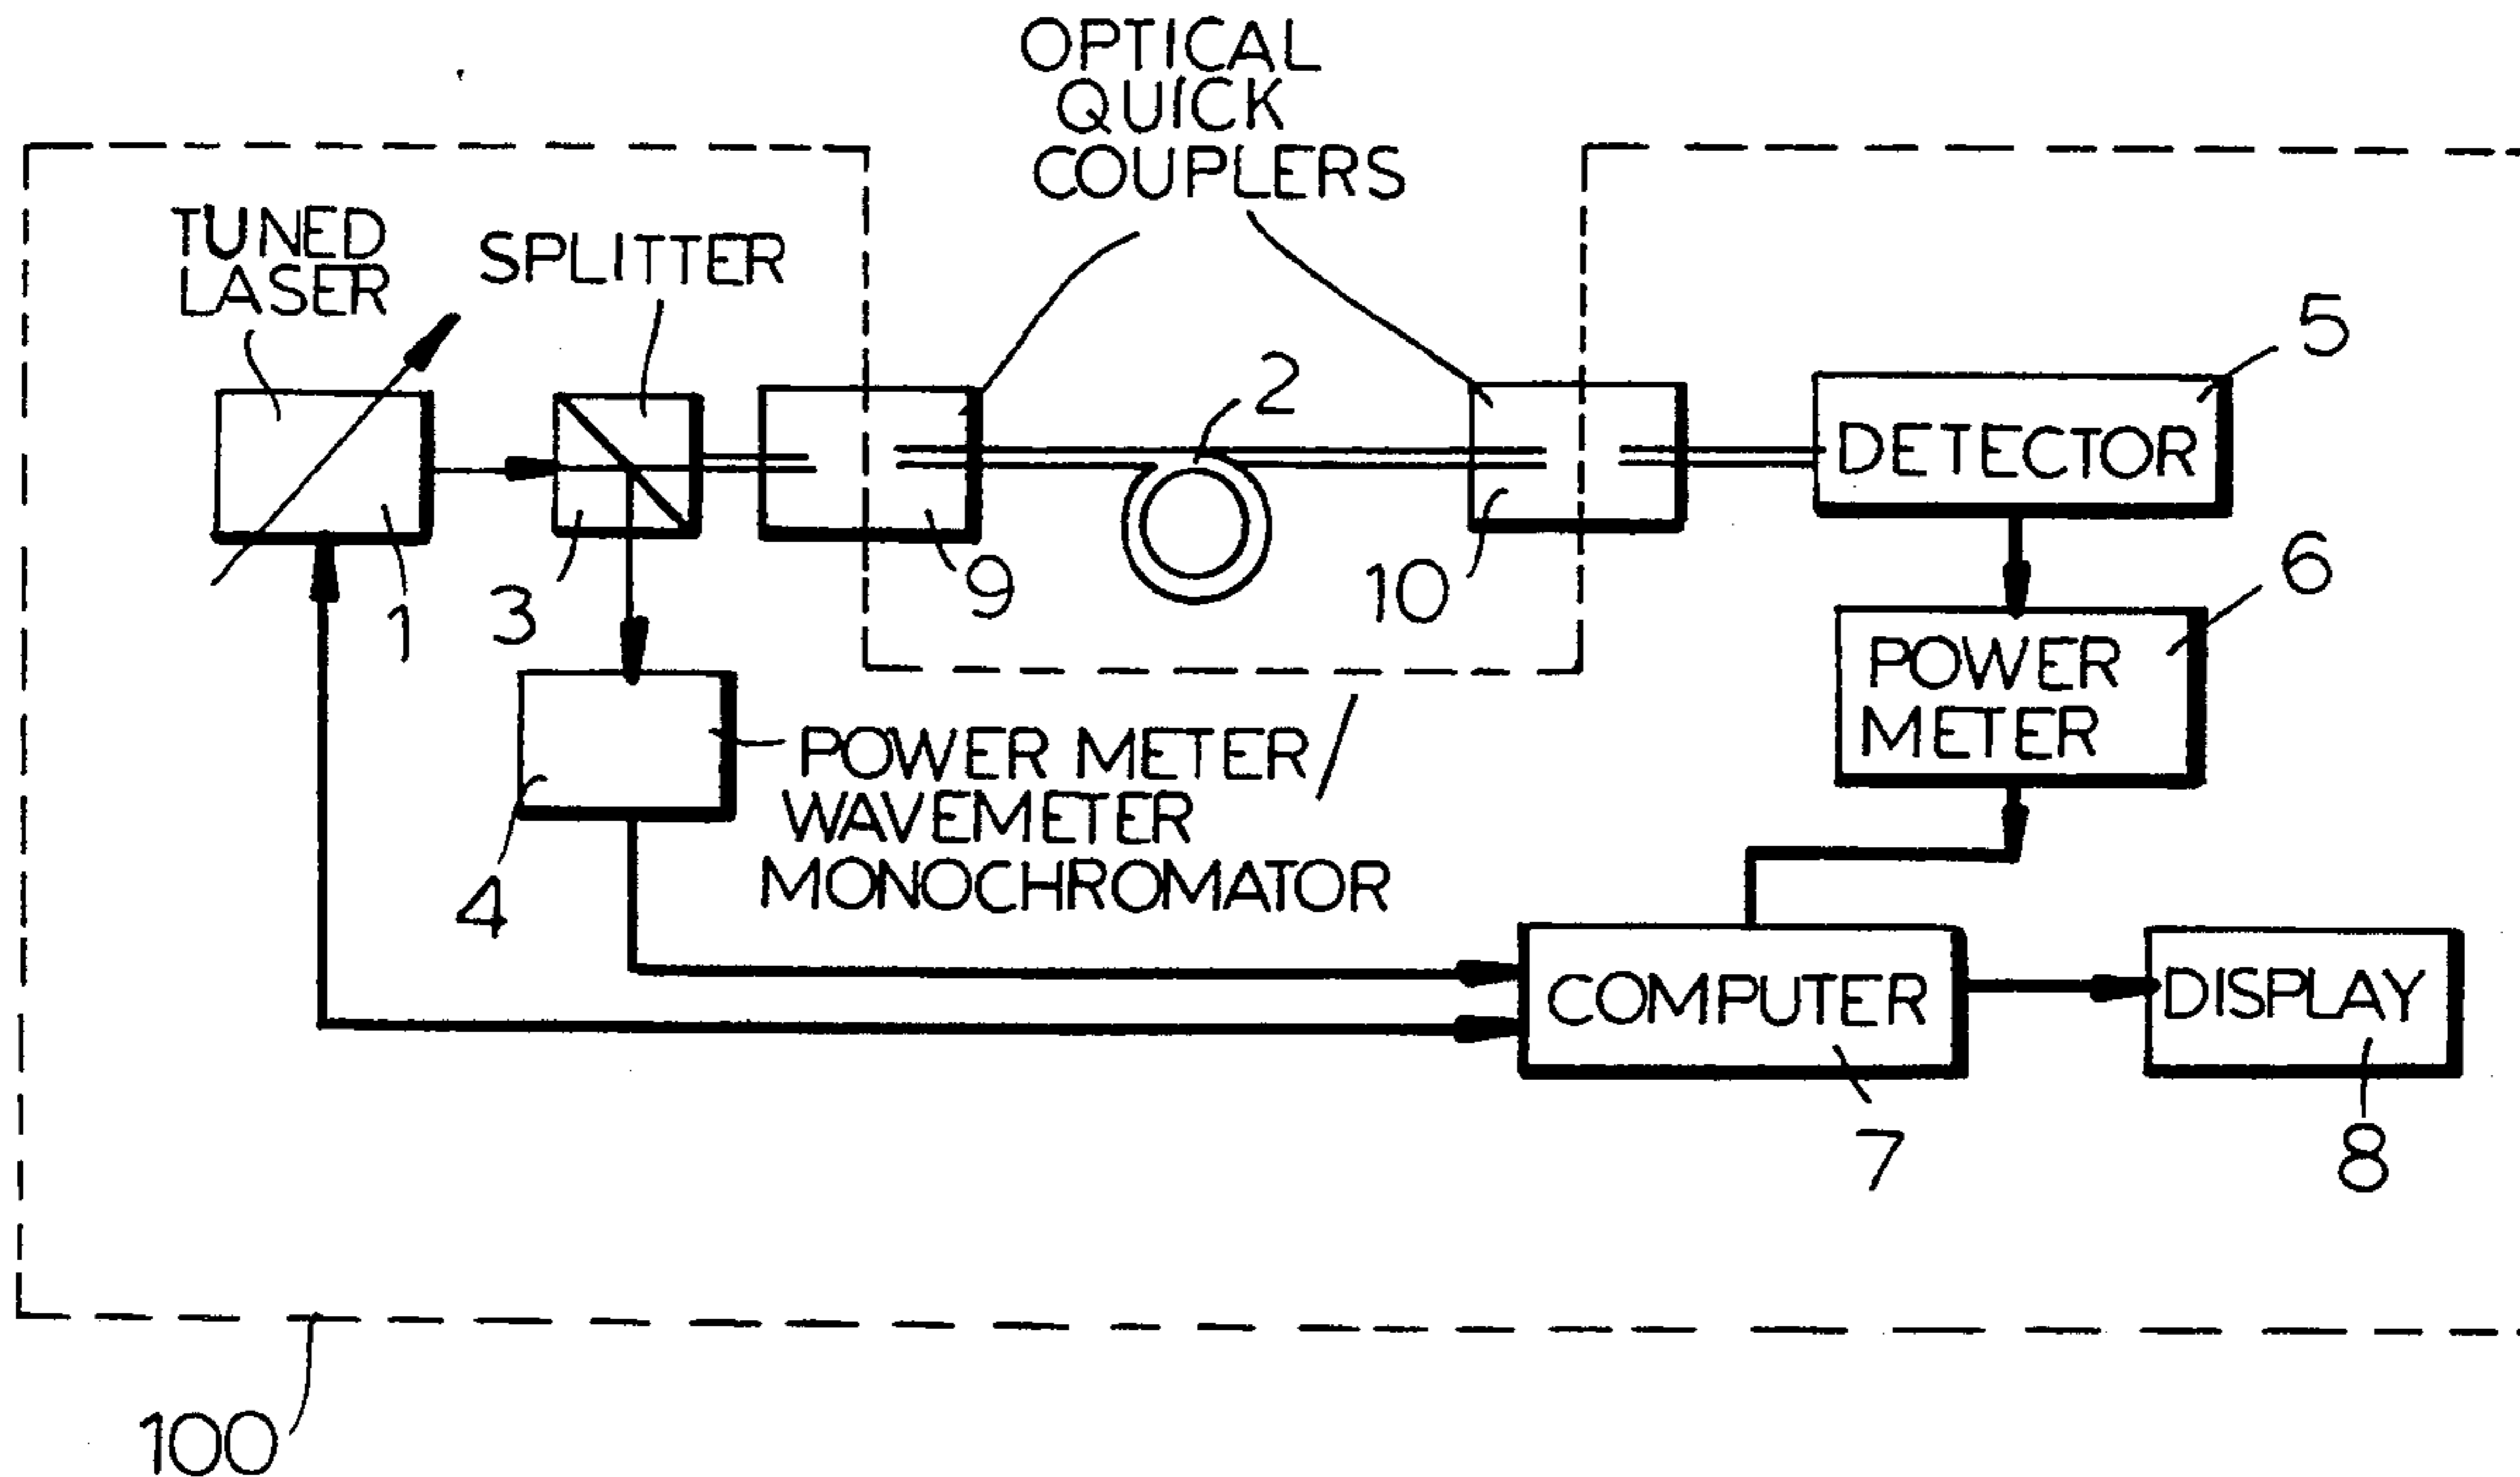 OPTICAL
QUICK
COUPLERS
TUNED
LASER
SPLITTER
5
2
DETECTOR
1
3
9
10
6
POWER
METER
POWER METER/
WAVEMETER
MONOCHROMATOR
4
COMPUTER
DISPLAY
7
8
100